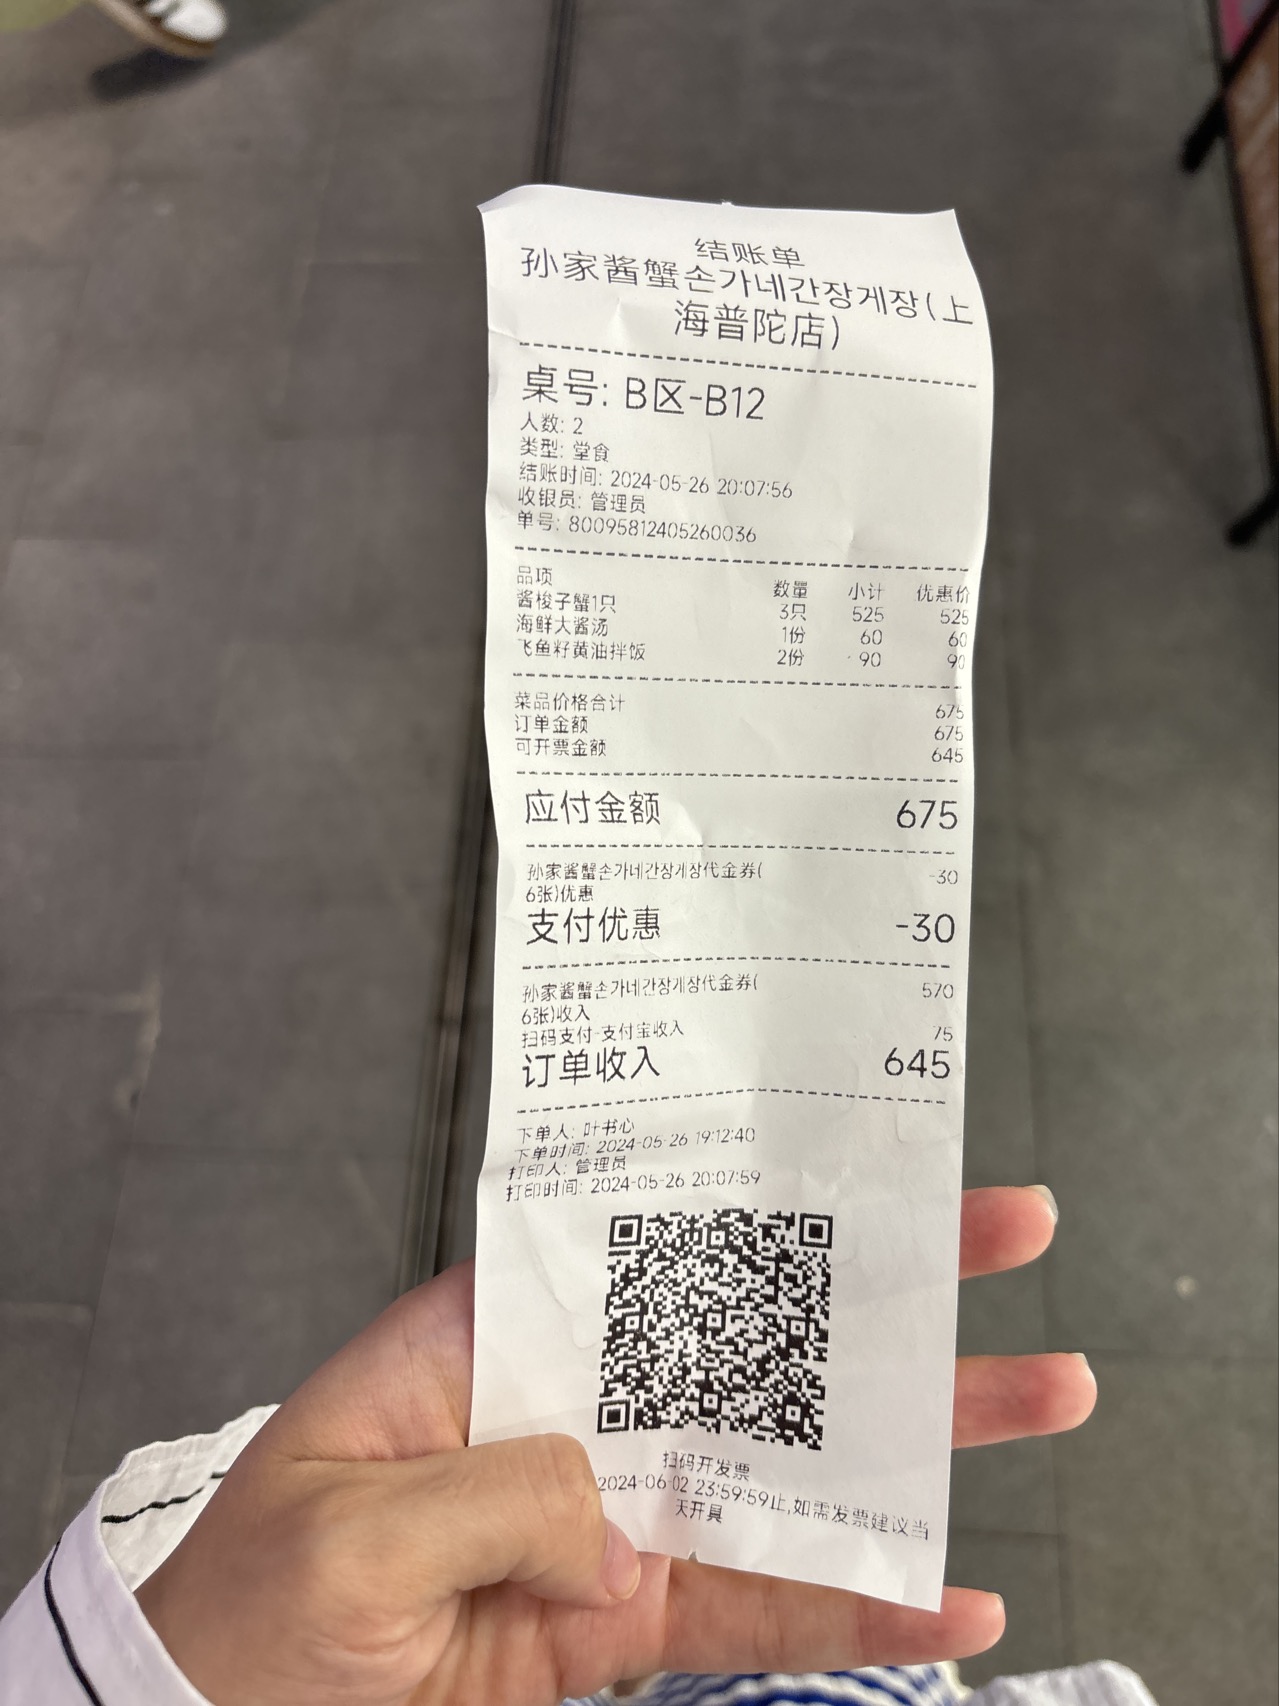 结账单
孙家酱蟹손가네간장게장(上
海普陀店)
桌号: B区-B12
人数: 2
类型: 堂食
结账时间: 2024-05-26 20:07:56
收银员: 管理员
单号: 80095812405260036
品项 数量 小计 优惠价
酱梭子蟹1只 3只 525 525
海鲜大酱汤 1份 60 60
飞鱼籽黄油拌饭 2份 90 90
菜品价格合计 675
订单金额 675
可开票金额 645
应付金额 675
孙家酱蟹손가네간장게장代金券( -30
6张)优惠
支付优惠 -30
孙家酱蟹손가네간장게장代金券( 570
6张)收入
扫码支付-支付宝收入 75
订单收入 645
下单人: 叶书心
下单时间: 2024-05-26 19:12:40
打印人: 管理员
打印时间: 2024-05-26 20:07:59
扫码开发票
2024-06-02 23:59:59止,如需发票建议当
天开具